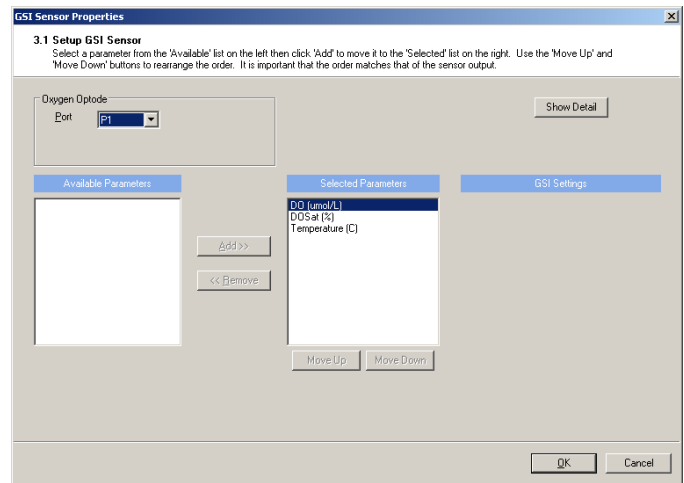 GSI Sensor Properties
3.1 Setup GSI Sensor
Select a parameter from the 'Available' list on the left then click 'Add' to move it to the 'Selected' list on the right. Use the 'Move Up' and
'Move Down' buttons to rearrange the order. It is important that the order matches that of the sensor output.
Oxygen Optode
Port
P1
Show Detail
Available Parameters
Selected Parameters
GSI Settings
DO (umol/L)
DOSat (%)
Temperature (C)
Add >>
<< Remove
Move Up
Move Down
OK
Cancel